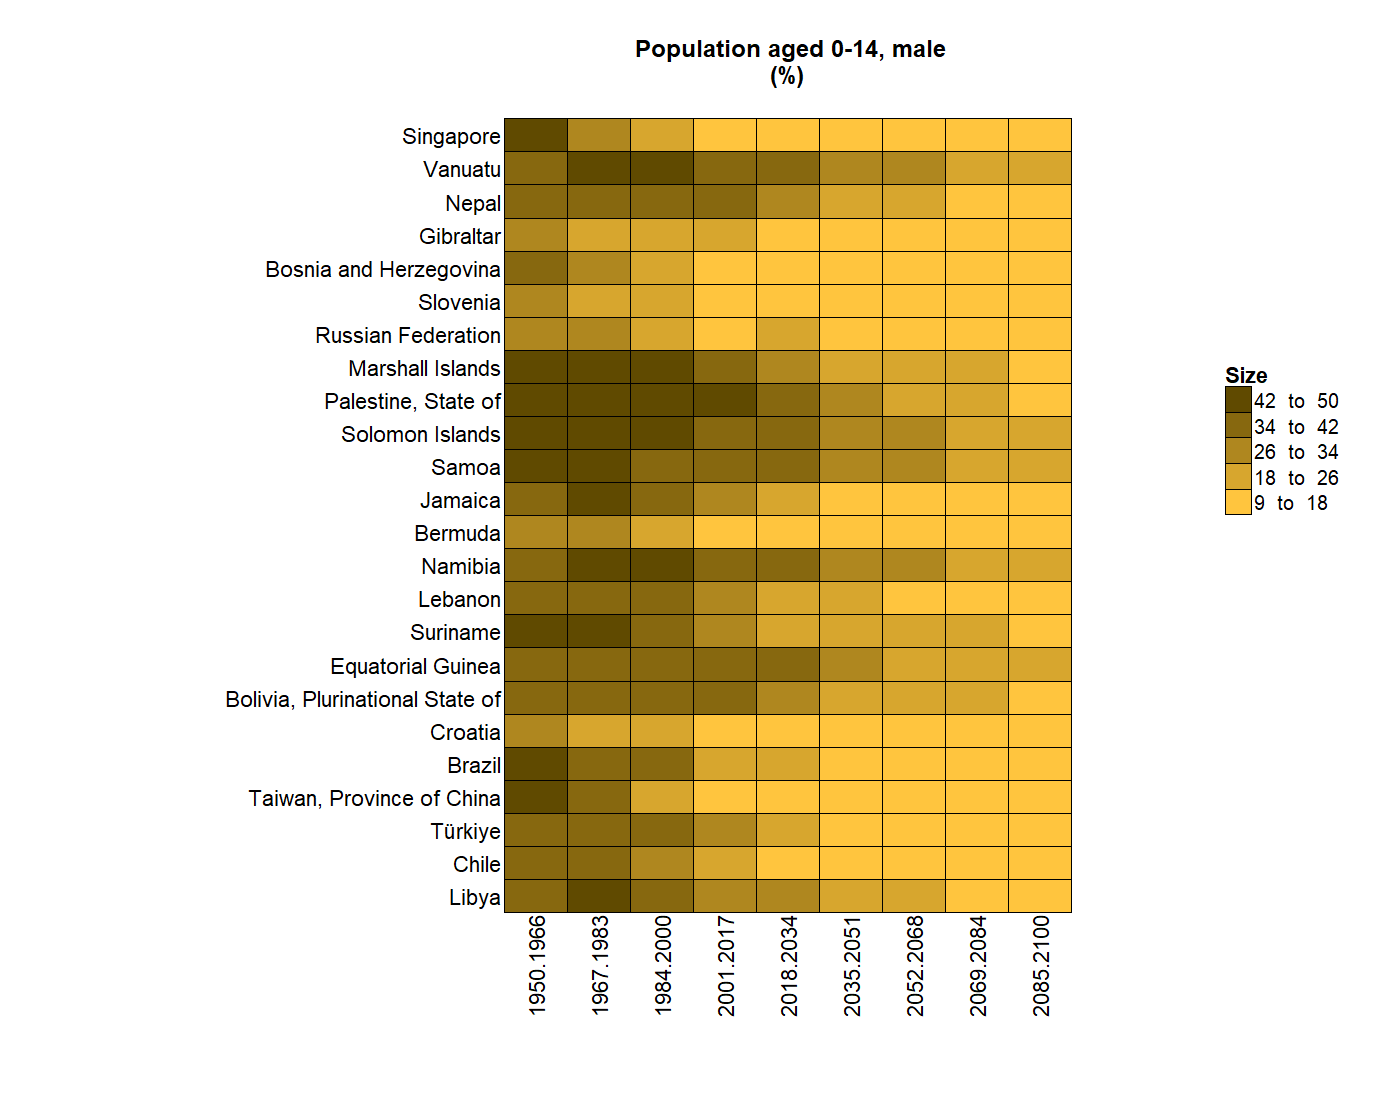 Population aged 0-14, male
(%)
Singapore
Vanuatu
Nepal
Gibraltar
Bosnia and Herzegovina
Slovenia
Russian Federation
Marshall Islands
Palestine, State of
Solomon Islands
Samoa
Jamaica
Bermuda
Namibia
Lebanon
Suriname
Equatorial Guinea
Bolivia, Plurinational State of
Croatia
Brazil
Taiwan, Province of China
Türkiye
Chile
Libya
1950.1966
1967.1983
1984.2000
2001.2017
2018.2034
2035.2051
2052.2068
2069.2084
2085.2100
Size
42 to 50
34 to 42
26 to 34
18 to 26
9 to 18